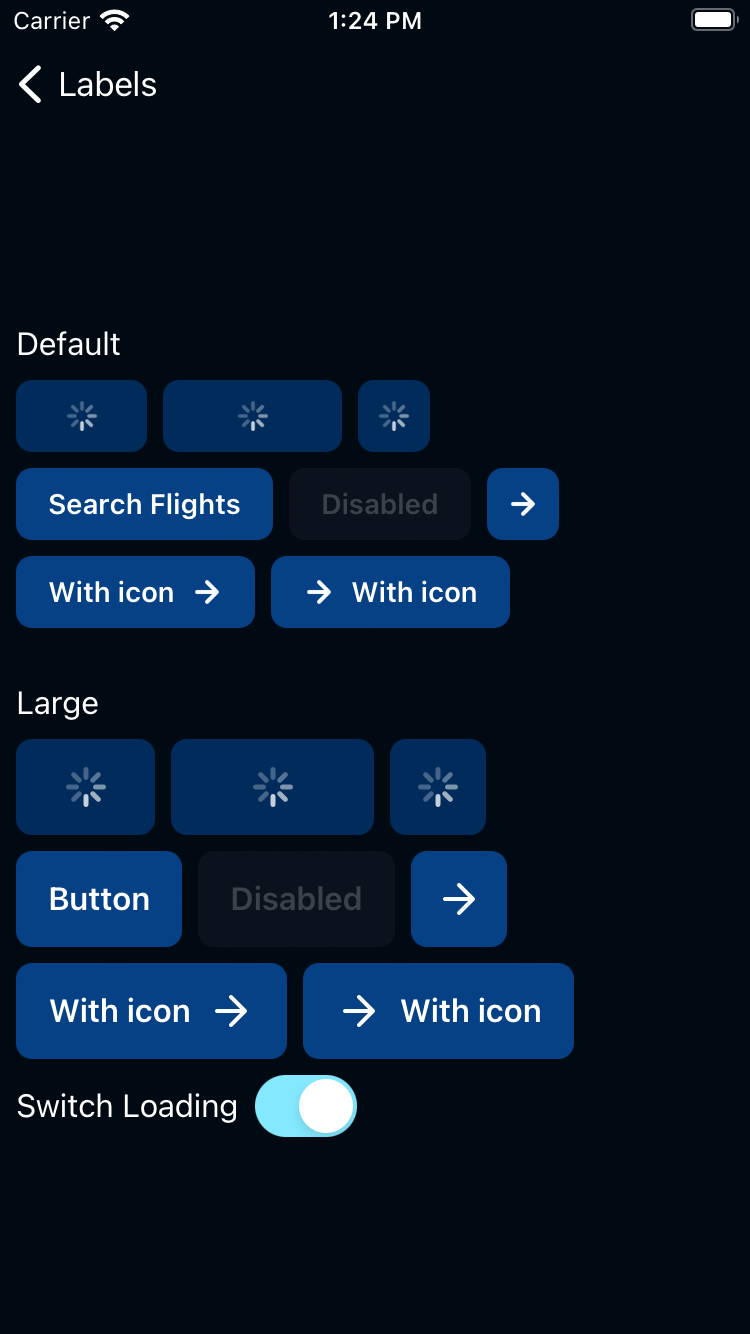 Carrier 1:24 PM
Labels
Default
Search Flights Disabled
With icon With icon
Large
Button Disabled
With icon With icon
Switch Loading